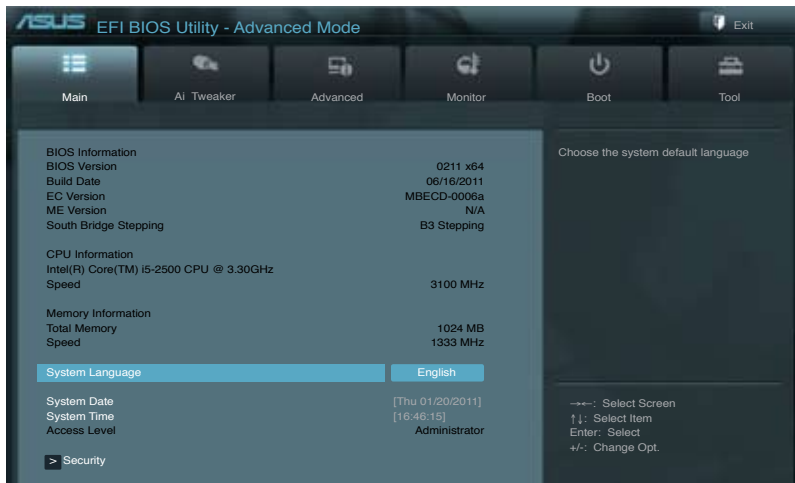 ASUS EFI BIOS Utility - Advanced Mode Exit
Main Ai Tweaker Advanced Monitor Boot Tool
BIOS Information
BIOS Version 0211 x64
Build Date 06/16/2011
EC Version MBECD-0006a
ME Version N/A
South Bridge Stepping B3 Stepping
CPU Information
Intel(R) Core(TM) i5-2500 CPU @ 3.30GHz
Speed 3100 MHz
Memory Information
Total Memory 1024 MB
Speed 1333 MHz
System Language English
System Date [Thu 01/20/2011]
System Time [16:46:15]
Access Level Administrator
> Security
Choose the system default language
→←: Select Screen
↑↓: Select Item
Enter: Select
+/-: Change Opt.